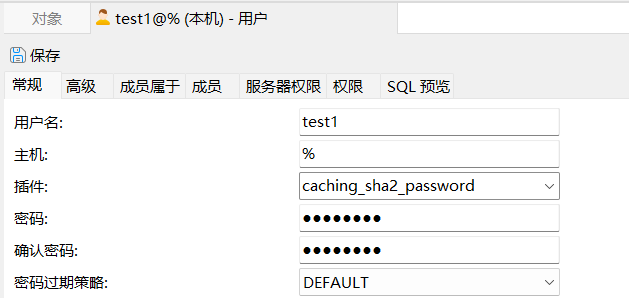 对象 test1@% (本机) - 用户
保存
常规 高级 成员属于 成员 服务器权限 权限 SQL 预览
用户名: test1
主机: %
插件: caching_sha2_password
密码: ●●●●●●●●
确认密码: ●●●●●●●●
密码过期策略: DEFAULT